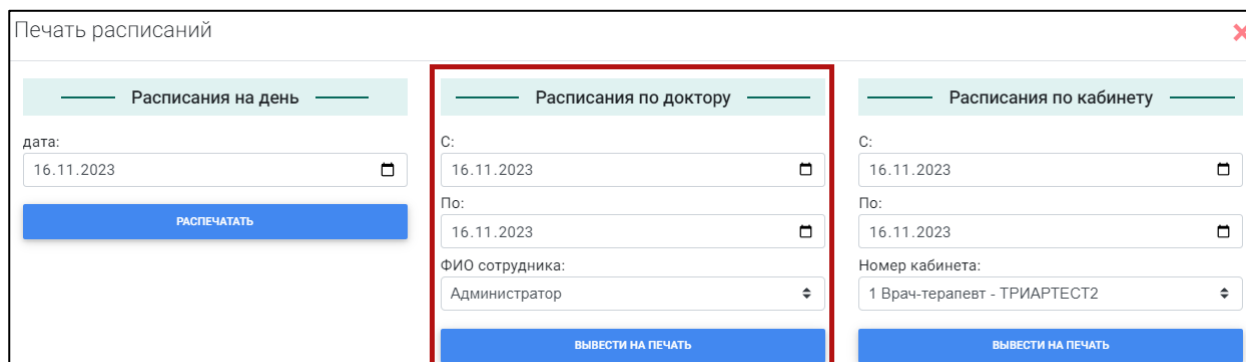 Печать расписаний
Расписания на день
дата:
16.11.2023
РАСПЕЧАТАТЬ
Расписания по доктору
С:
16.11.2023
По:
16.11.2023
ФИО сотрудника:
Администратор
ВЫВЕСТИ НА ПЕЧАТЬ
Расписания по кабинету
С:
16.11.2023
По:
16.11.2023
Номер кабинета:
1 Врач-терапевт - ТРИАРТЕСТ2
ВЫВЕСТИ НА ПЕЧАТЬ